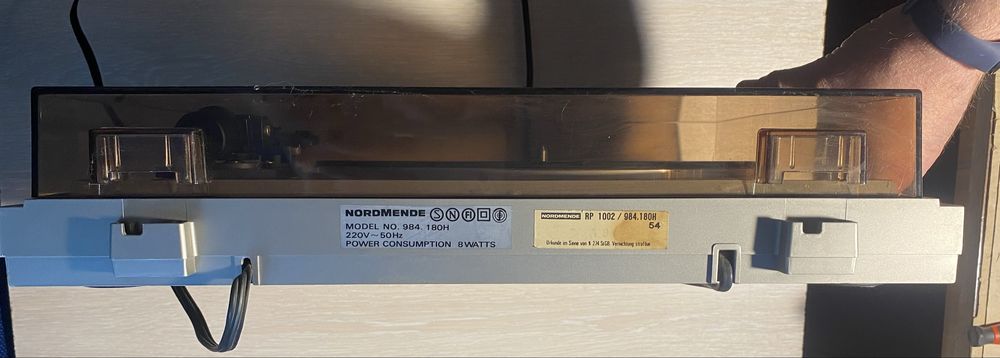 NORDMENDE S N FI
MODEL NO. 984. 180H
220V~50Hz
POWER CONSUMPTION 8WATTS
NORDMENDE RP 1002 / 984.180H
54
Urkunde im Sinne von § 274 StGB. Vernichtung strafbar